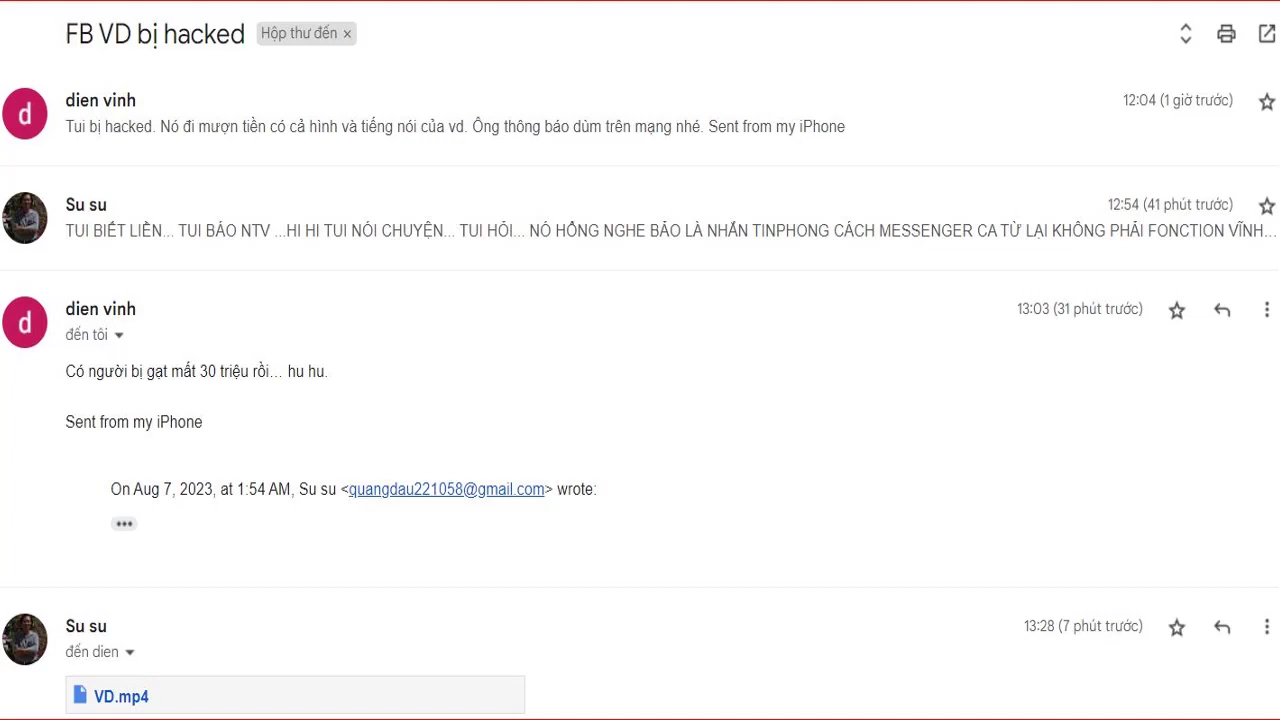 FB VD bị hacked Hộp thư đến ×
d
dien vinh 12:04 (1 giờ trước)
Tui bị hacked. Nó đi mượn tiền có cả hình và tiếng nói của vd. Ông thông báo dùm trên mạng nhé. Sent from my iPhone
Su su 12:54 (41 phút trước)
TUI BIẾT LIỀN... TUI BÁO NTV ...HI HI TUI NÓI CHUYỆN... TUI HỎI... NÓ HỔNG NGHE BẢO LÀ NHẮN TINPHONG CÁCH MESSENGER CA TỪ LẠI KHÔNG PHẢI FONCTION VĨNH...
d
dien vinh 13:03 (31 phút trước)
đến tôi
Có người bị gạt mất 30 triệu rồi... hu hu.
Sent from my iPhone
On Aug 7, 2023, at 1:54 AM, Su su <quangdau221058@gmail.com> wrote:
•••
Su su 13:28 (7 phút trước)
đến dien
VD.mp4